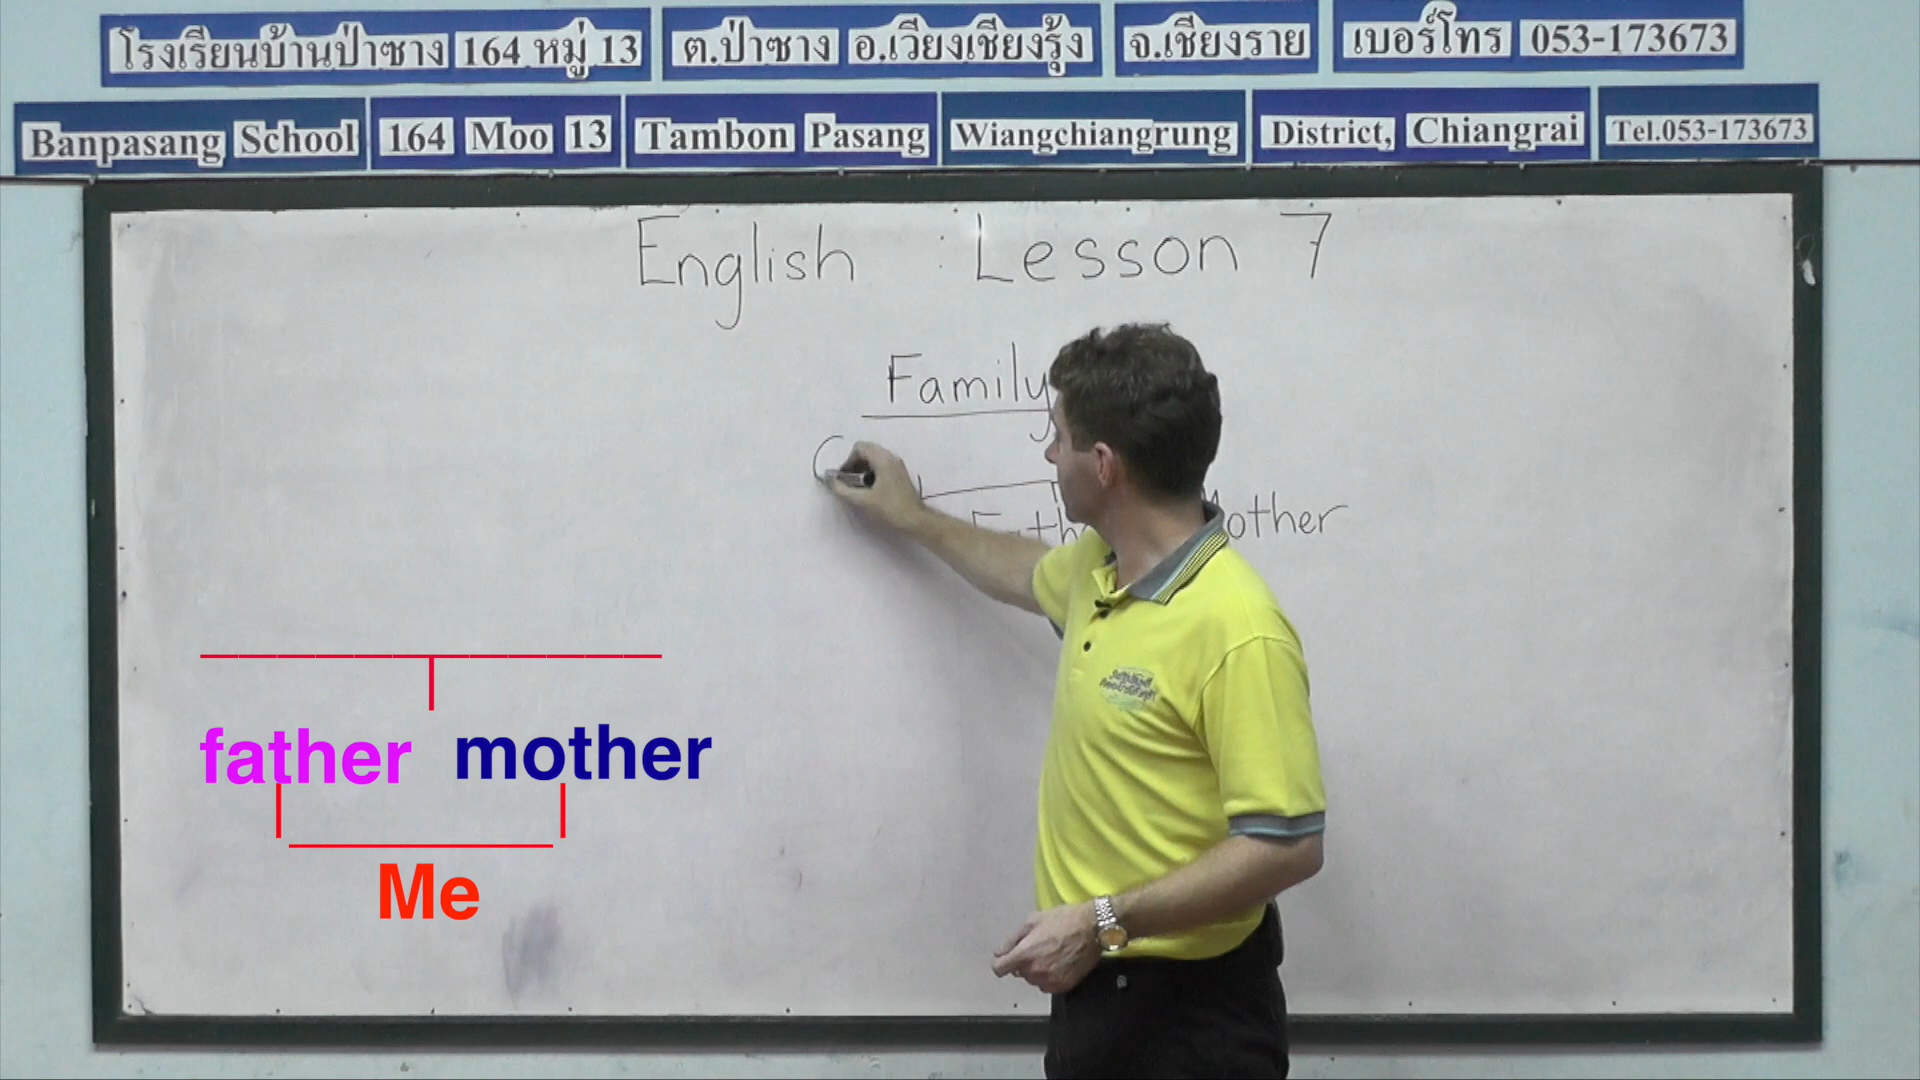 โรงเรียนบ้านป่าซาง 164 หมู่ 13 ต.ป่าซาง อ.เวียงเชียงรุ้ง จ.เชียงราย เบอร์โทร 053-173673
Banpasang School 164 Moo 13 Tambon Pasang Wiangchiangrung District, Chiangrai Tel.053-173673
English : Lesson 7
Family
father mother
Me